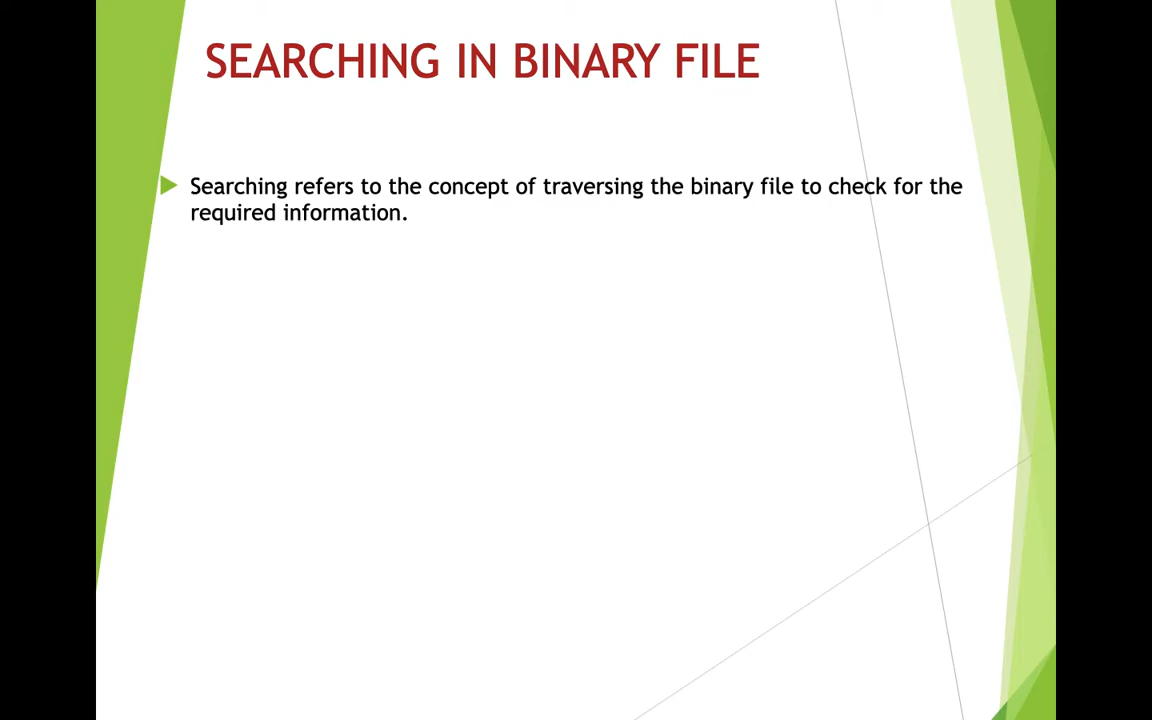 SEARCHING IN BINARY FILE
Searching refers to the concept of traversing the binary file to check for the
required information.